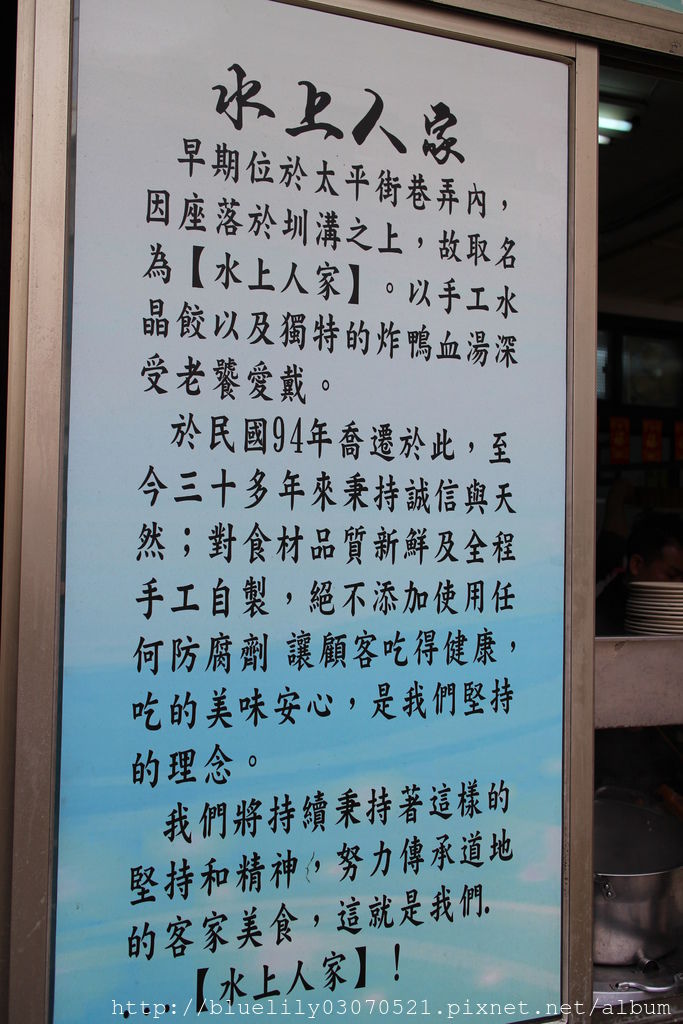 水上人家
早期位於太平街巷弄內，
因座落於圳溝之上，故取名
為【水上人家】。以手工水
晶餃以及獨特的炸鴨血湯深
受老饕愛戴。
於民國94年喬遷於此，至
今三十多年來秉持誠信與天
然；對食材品質新鮮及全程
手工自製，絕不添加使用任
何防腐劑 讓顧客吃得健康，
吃的美味安心，是我們堅持
的理念。
我們將持續秉持著這樣的
堅持和精神，努力傳承道地
的客家美食，這就是我們.
....【水上人家】!
http://bluelily03070521.pixnet.net/album